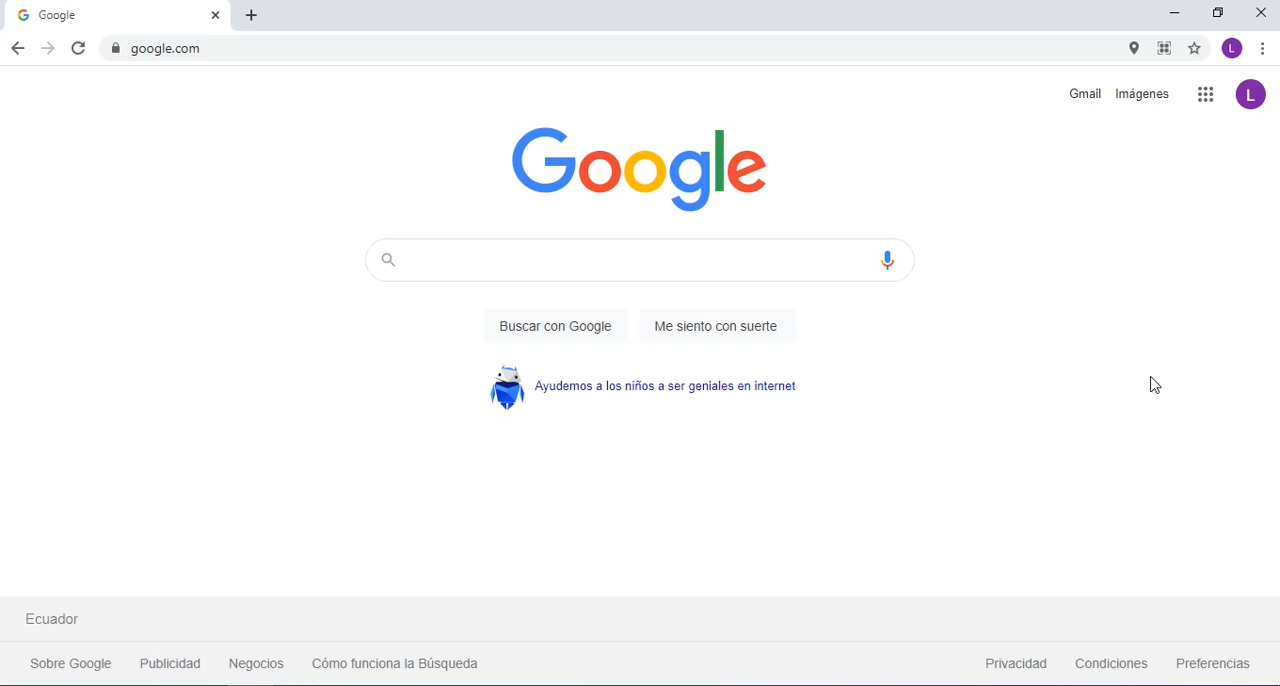 Google
google.com
L
Gmail Imágenes
L
Google
Buscar con Google Me siento con suerte
Ayudemos a los niños a ser geniales en internet
Ecuador
Sobre Google Publicidad Negocios Cómo funciona la Búsqueda Privacidad Condiciones Preferencias